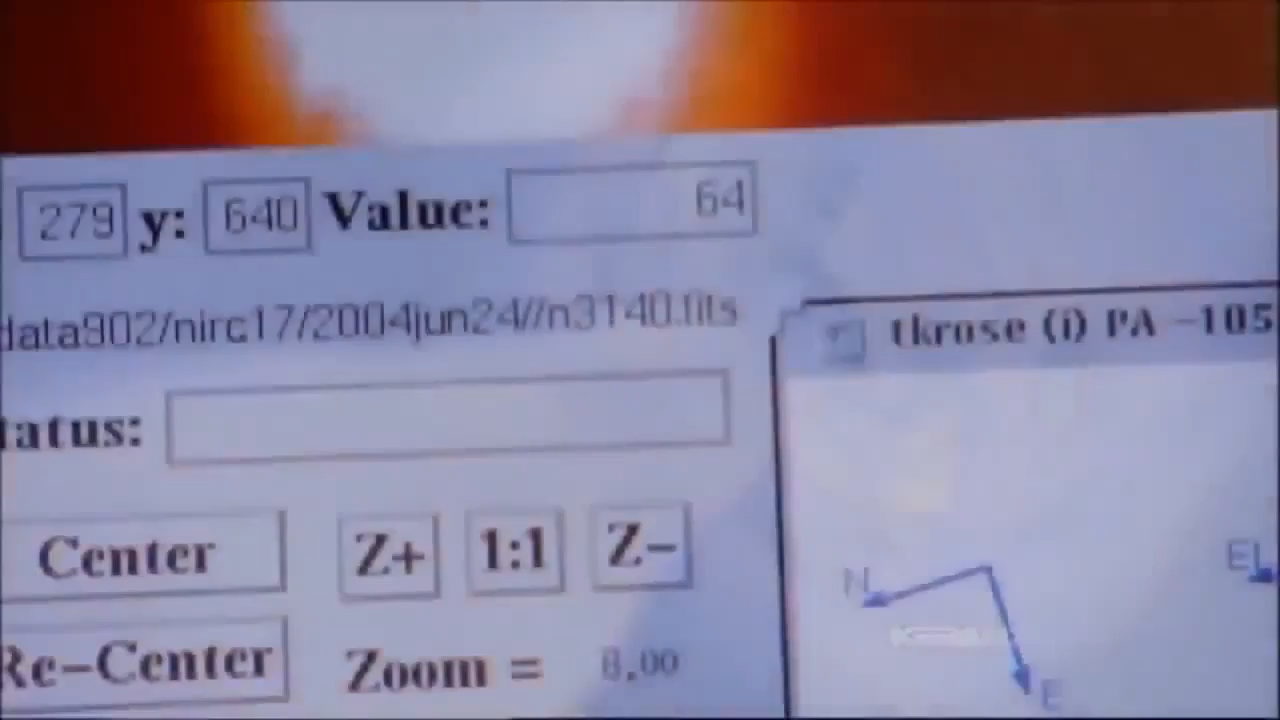 279 y: 640 Value: 64
data902/nirc17/2004jun24//n3140.fits
tkrose (i) PA -105
tatus:
Center Z+ 1:1 Z-
N E EL
Re-Center Zoom = 8.00